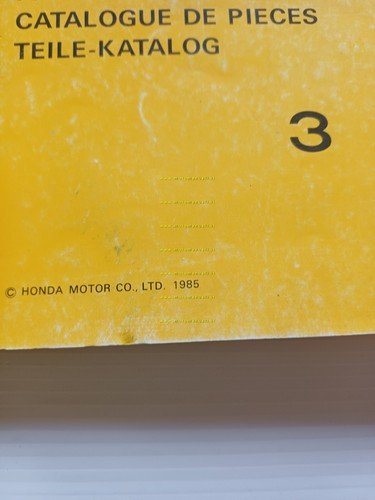 CATALOGUE DE PIECES
TEILE-KATALOG
3
© HONDA MOTOR CO., LTD. 1985